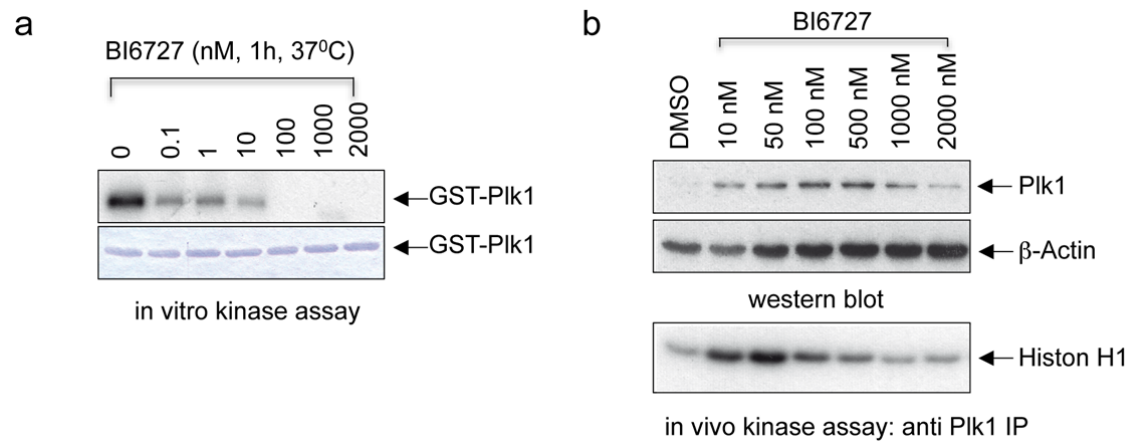 a
BI6727 (nM, 1h, 37⁰C)
0 0.1 1 10 100 1000 2000
GST-Plk1
GST-Plk1
in vitro kinase assay
b
BI6727
DMSO 10 nM 50 nM 100 nM 500 nM 1000 nM 2000 nM
Plk1
β-Actin
western blot
Histon H1
in vivo kinase assay: anti Plk1 IP